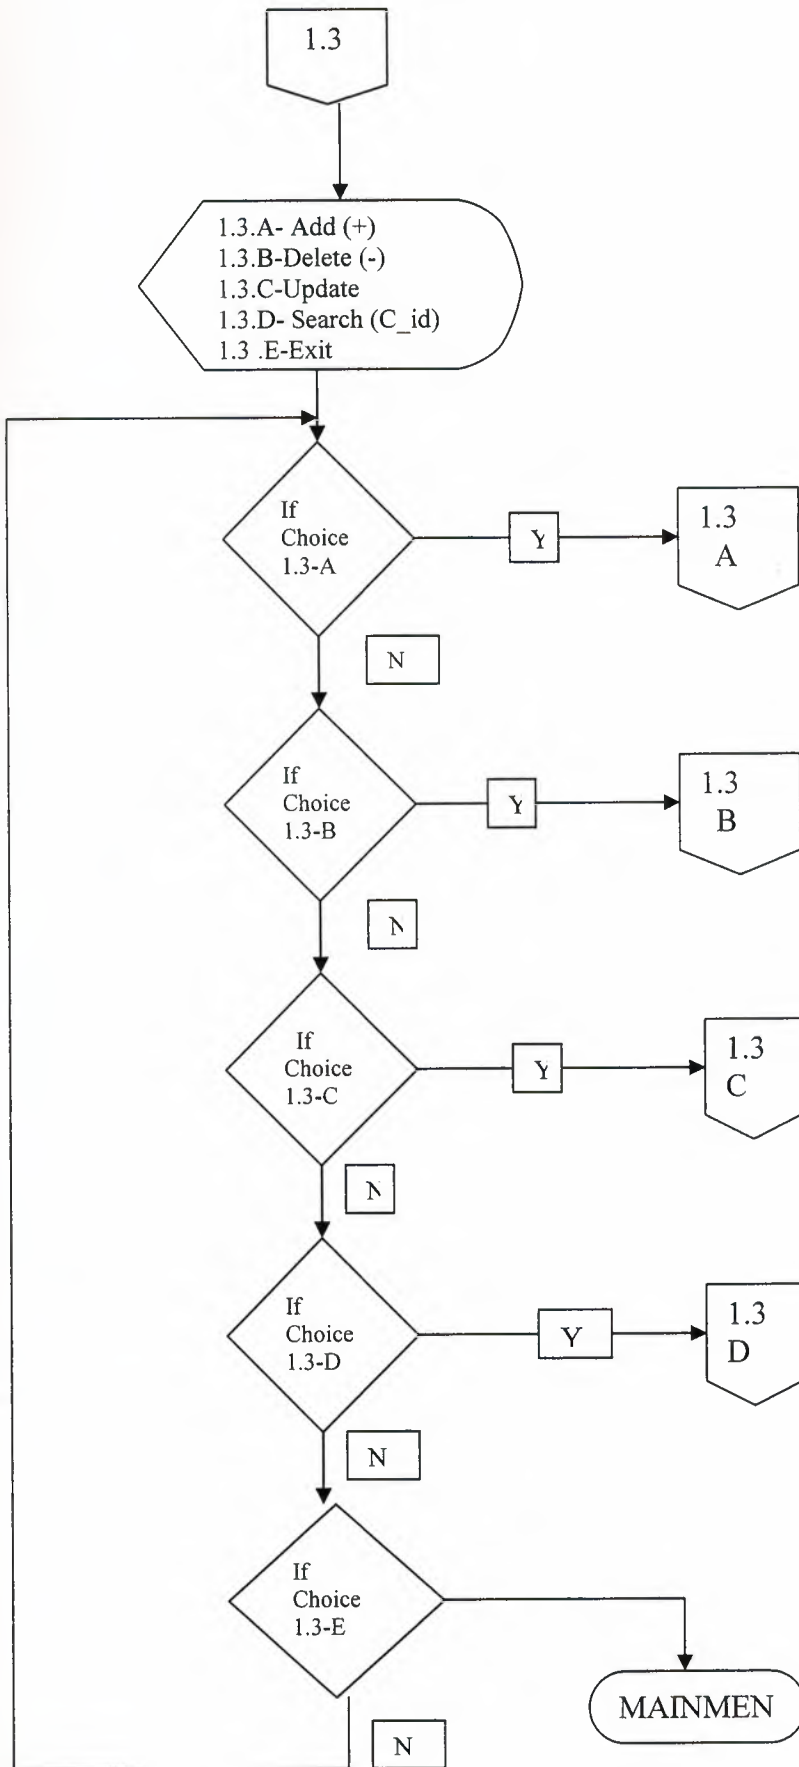 1.3
1.3.A- Add (+)
1.3.B-Delete (-)
1.3.C-Update
1.3.D- Search (C_id)
1.3 .E-Exit
If
Choice
1.3-A
Y
1.3
A
N
If
Choice
1.3-B
Y
1.3
B
N
If
Choice
1.3-C
Y
1.3
C
N
If
Choice
1.3-D
Y
1.3
D
N
If
Choice
1.3-E
MAINMEN
N